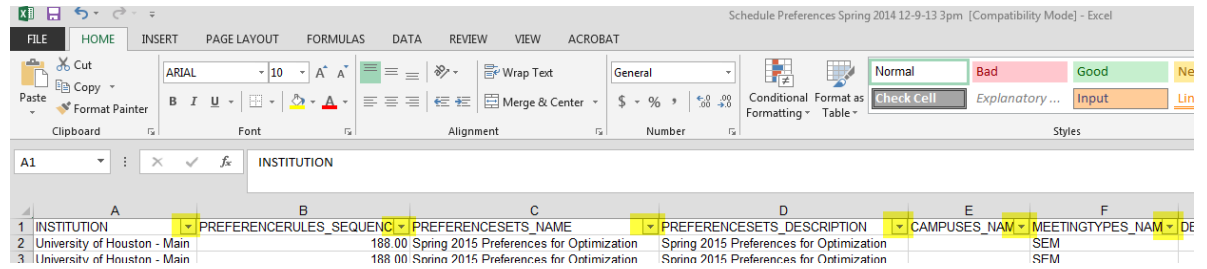 Schedule Preferences Spring 2014 12-9-13 3pm [Compatibility Mode] - Excel
FILE HOME INSERT PAGE LAYOUT FORMULAS DATA REVIEW VIEW ACROBAT
Cut ARIAL 10 A A Wrap Text General Normal Bad Good Ne
Copy
Paste Format Painter B I U A Merge & Center $ % , .00 .0 Conditional Formatting Format as Table Check Cell Explanatory ... Input Lin
Clipboard Font Alignment Number Styles
A1 fx INSTITUTION
A B C D E F
1 INSTITUTION PREFERENCERULES_SEQUENC PREFERENCESETS_NAME PREFERENCESETS_DESCRIPTION CAMPUSES_NAM MEETINGTYPES_NAM DE
2 University of Houston - Main 188.00 Spring 2015 Preferences for Optimization Spring 2015 Preferences for Optimization SEM
3 University of Houston - Main 188.00 Spring 2015 Preferences for Optimization Spring 2015 Preferences for Optimization SEM